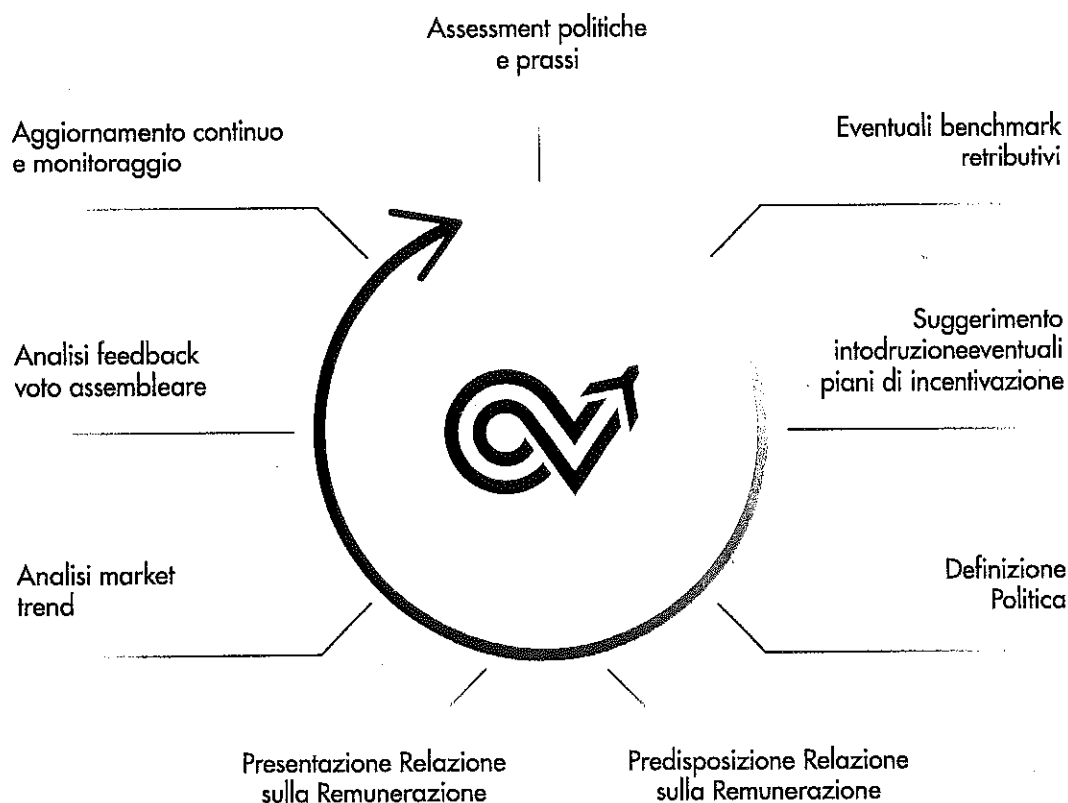 Assessment politiche
e prassi
Eventuali benchmark
retributivi
Suggerimento
intodruzioneeventuali
piani di incentivazione
Definizione
Politica
Predisposizione Relazione
sulla Remunerazione
Presentazione Relazione
sulla Remunerazione
Analisi market
trend
Analisi feedback
voto assembleare
Aggiornamento continuo
e monitoraggio